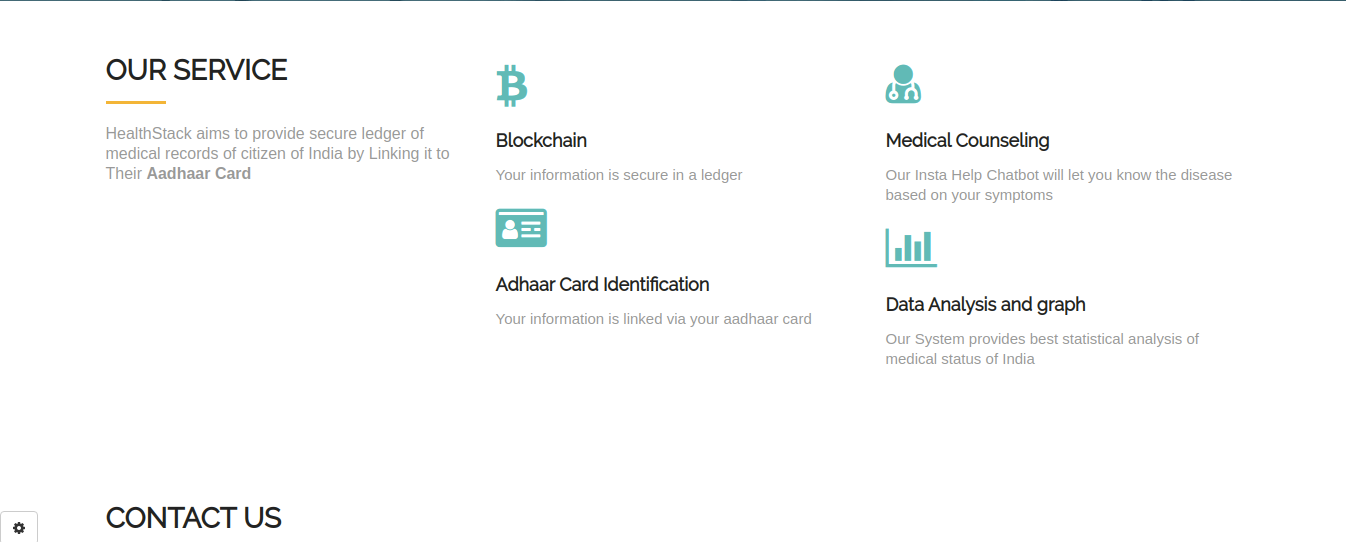 OUR SERVICE
HealthStack aims to provide secure ledger of
medical records of citizen of India by Linking it to
Their Aadhaar Card
Blockchain
Your information is secure in a ledger
Adhaar Card Identification
Your information is linked via your aadhaar card
Medical Counseling
Our Insta Help Chatbot will let you know the disease
based on your symptoms
Data Analysis and graph
Our System provides best statistical analysis of
medical status of India
CONTACT US